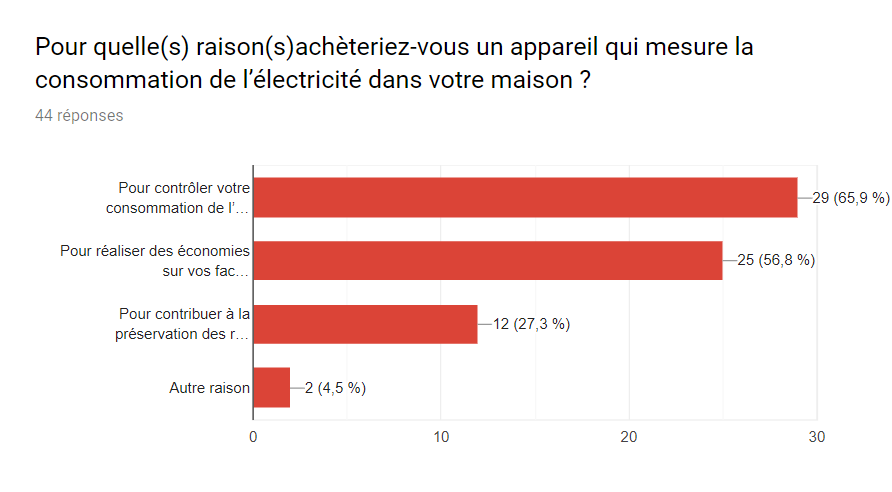 Pour quelle(s) raison(s)achèteriez-vous un appareil qui mesure la
consommation de l’électricité dans votre maison ?
44 réponses
Pour contrôler votre
consommation de l’…
29 (65,9 %)
Pour réaliser des économies
sur vos fac…
25 (56,8 %)
Pour contribuer à la
préservation des r…
12 (27,3 %)
Autre raison
2 (4,5 %)
0 10 20 30